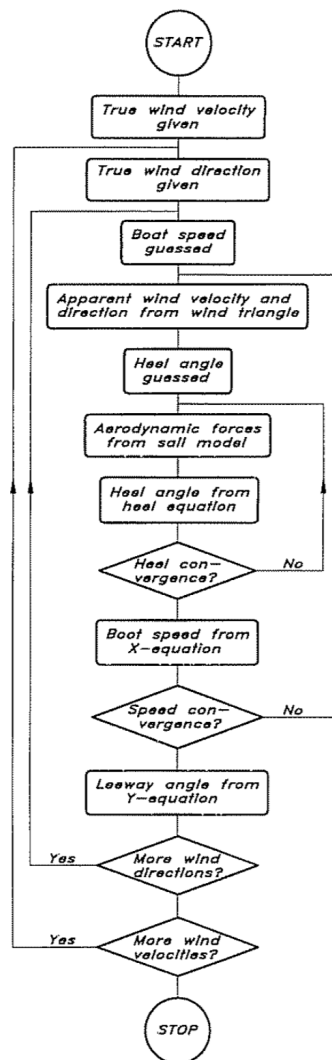 START
True wind velocity
given
True wind direction
given
Boat speed
guessed
Apparent wind velocity and
direction from wind triangle
Heel angle
guessed
Aerodynamic forces
from sail model
Heel angle from
heel equation
Heel con-
vergence?
No
Boat speed from
X-equation
Speed con-
vergence?
No
Leeway angle from
Y-equation
Yes
More wind
directions?
Yes
More wind
velocities?
STOP